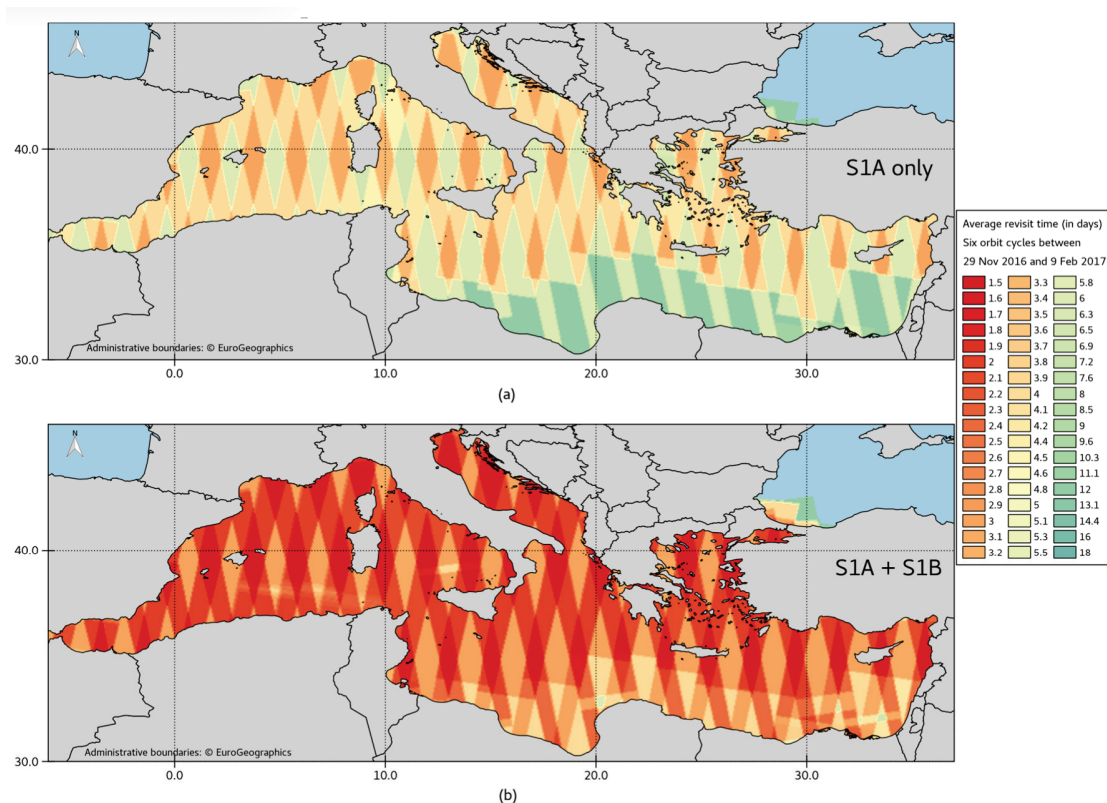 N
40.0
S1A only
30.0
Administrative boundaries: © EuroGeographics
0.0 10.0 20.0 30.0
(a)
Average revisit time (in days)
Six orbit cycles between
29 Nov 2016 and 9 Feb 2017
1.5 3.3 5.8
1.6 3.4 6
1.7 3.5 6.3
1.8 3.6 6.5
1.9 3.7 6.9
2 3.8 7.2
2.1 3.9 7.6
2.2 4 8
2.3 4.1 8.5
2.4 4.2 9
2.5 4.4 9.6
2.6 4.5 10.3
2.7 4.6 11.1
2.8 4.8 12
2.9 5 13.1
3 5.1 14.4
3.1 5.3 16
3.2 5.5 18
N
40.0
S1A + S1B
Administrative boundaries: © EuroGeographics
30.0
0.0 10.0 20.0 30.0
(b)